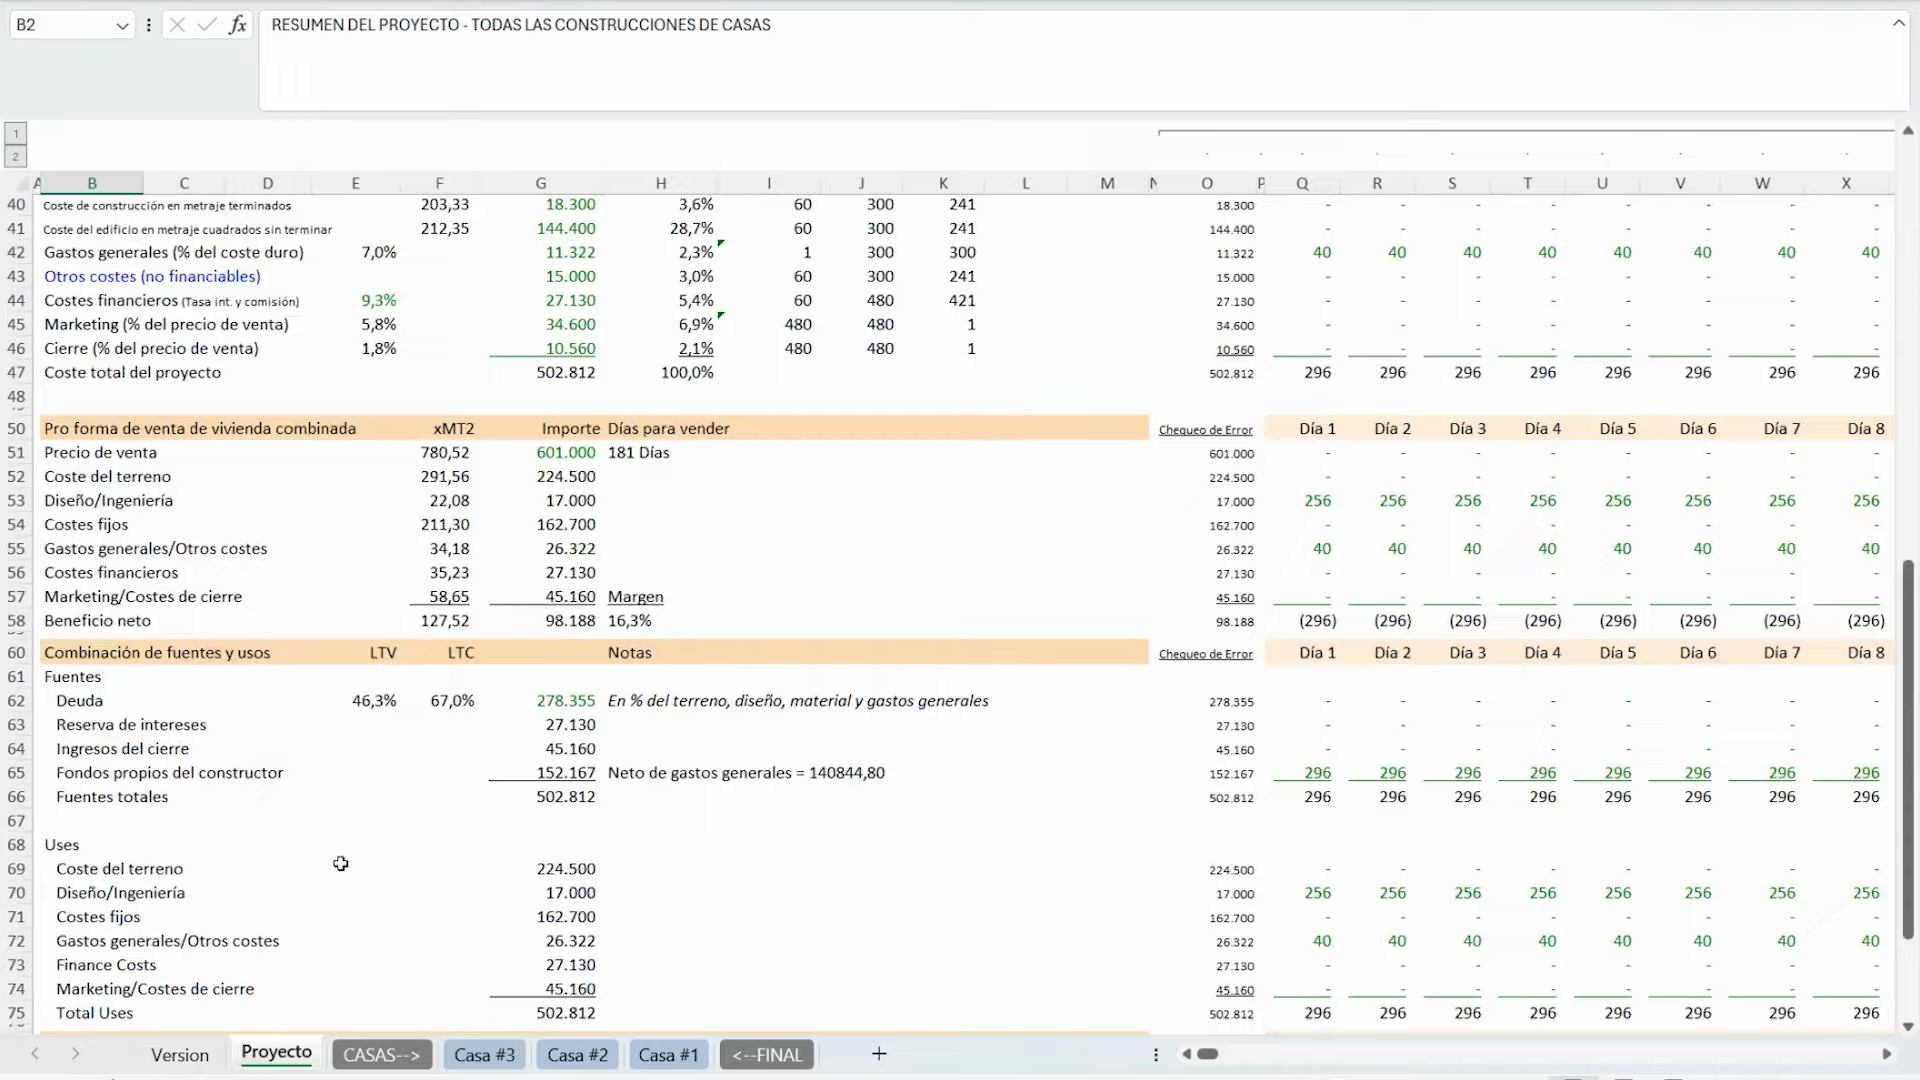 B2 fx RESUMEN DEL PROYECTO - TODAS LAS CONSTRUCCIONES DE CASAS
1
2
A B C D E F G H I J K L M N O P Q R S T U V W X
40 Coste de construcción en metraje terminados 203,33 18.300 3,6% 60 300 241 18.300 - - - - - - - -
41 Coste del edificio en metraje cuadrados sin terminar 212,35 144.400 28,7% 60 300 241 144.400 - - - - - - - -
42 Gastos generales (% del coste duro) 7,0% 11.322 2,3% 1 300 300 11.322 40 40 40 40 40 40 40 40
43 Otros costes (no financiables) 15.000 3,0% 60 300 241 15.000 - - - - - - - -
44 Costes financieros (Tasa int. y comisión) 9,3% 27.130 5,4% 60 480 421 27.130 - - - - - - - -
45 Marketing (% del precio de venta) 5,8% 34.600 6,9% 480 480 1 34.600 - - - - - - - -
46 Cierre (% del precio de venta) 1,8% 10.560 2,1% 480 480 1 10.560 - - - - - - - -
47 Coste total del proyecto 502.812 100,0% 502.812 296 296 296 296 296 296 296 296
48
50 Pro forma de venta de vivienda combinada xMT2 Importe Días para vender Chequeo de Error Día 1 Día 2 Día 3 Día 4 Día 5 Día 6 Día 7 Día 8
51 Precio de venta 780,52 601.000 181 Días 601.000 - - - - - - - -
52 Coste del terreno 291,56 224.500 224.500 - - - - - - - -
53 Diseño/Ingeniería 22,08 17.000 17.000 256 256 256 256 256 256 256 256
54 Costes fijos 211,30 162.700 162.700 - - - - - - - -
55 Gastos generales/Otros costes 34,18 26.322 26.322 40 40 40 40 40 40 40 40
56 Costes financieros 35,23 27.130 27.130 - - - - - - - -
57 Marketing/Costes de cierre 58,65 45.160 Margen 45.160 - - - - - - - -
58 Beneficio neto 127,52 98.188 16,3% 98.188 (296) (296) (296) (296) (296) (296) (296) (296)
60 Combinación de fuentes y usos LTV LTC Notas Chequeo de Error Día 1 Día 2 Día 3 Día 4 Día 5 Día 6 Día 7 Día 8
61 Fuentes
62 Deuda 46,3% 67,0% 278.355 En % del terreno, diseño, material y gastos generales 278.355 - - - - - - - -
63 Reserva de intereses 27.130 27.130 - - - - - - - -
64 Ingresos del cierre 45.160 45.160 - - - - - - - -
65 Fondos propios del constructor 152.167 Neto de gastos generales = 140844,80 152.167 296 296 296 296 296 296 296 296
66 Fuentes totales 502.812 502.812 296 296 296 296 296 296 296 296
67
68 Uses
69 Coste del terreno 224.500 224.500 - - - - - - - -
70 Diseño/Ingeniería 17.000 17.000 256 256 256 256 256 256 256 256
71 Costes fijos 162.700 162.700 - - - - - - - -
72 Gastos generales/Otros costes 26.322 26.322 40 40 40 40 40 40 40 40
73 Finance Costs 27.130 27.130 - - - - - - - -
74 Marketing/Costes de cierre 45.160 45.160 - - - - - - - -
75 Total Uses 502.812 502.812 296 296 296 296 296 296 296 296
Version Proyecto CASAS--> Casa #3 Casa #2 Casa #1 <--FINAL +